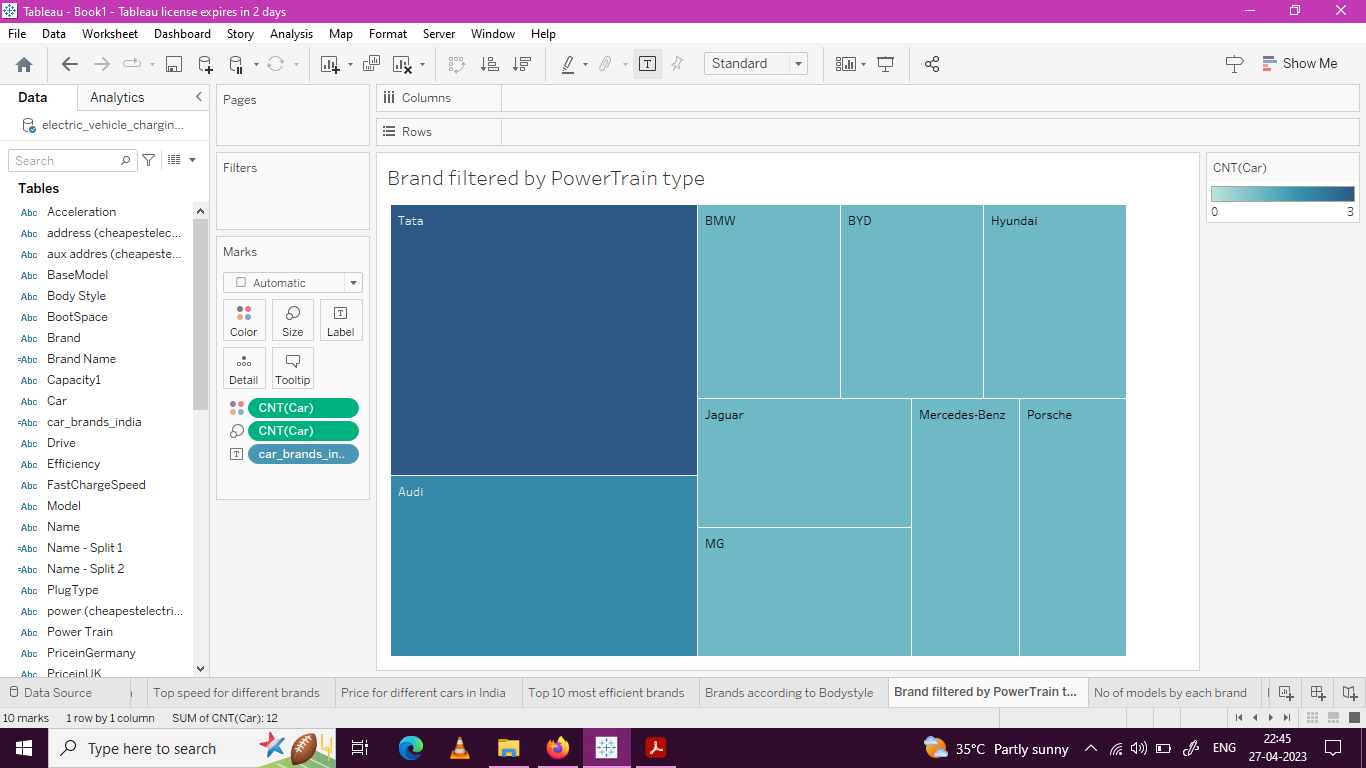 Tableau - Book1 - Tableau license expires in 2 days
File Data Worksheet Dashboard Story Analysis Map Format Server Window Help
Standard
Show Me
Data Analytics
electric_vehicle_chargin...
Search
Tables
Abc Acceleration
Abc address (cheapestelec...
Abc aux addres (cheapeste...
Abc BaseModel
Abc Body Style
Abc BootSpace
Abc Brand
=Abc Brand Name
Abc Capacity1
Abc Car
=Abc car_brands_india
Abc Drive
Abc Efficiency
Abc FastChargeSpeed
Abc Model
Abc Name
=Abc Name - Split 1
=Abc Name - Split 2
Abc PlugType
Abc power (cheapestelectri...
Abc Power Train
Abc PriceinGermany
Abc PriceinUK
Pages
Filters
Marks
Automatic
Color Size Label
Detail Tooltip
CNT(Car)
CNT(Car)
car_brands_in..
Columns
Rows
Brand filtered by PowerTrain type
Tata
BMW
BYD
Hyundai
Jaguar
Mercedes-Benz
Porsche
Audi
MG
CNT(Car)
0 3
Data Source Top speed for different brands Price for different cars in India Top 10 most efficient brands Brands according to Bodystyle Brand filtered by PowerTrain t... No of models by each brand
10 marks 1 row by 1 column SUM of CNT(Car): 12
Type here to search
35°C Partly sunny
ENG
22:45
27-04-2023